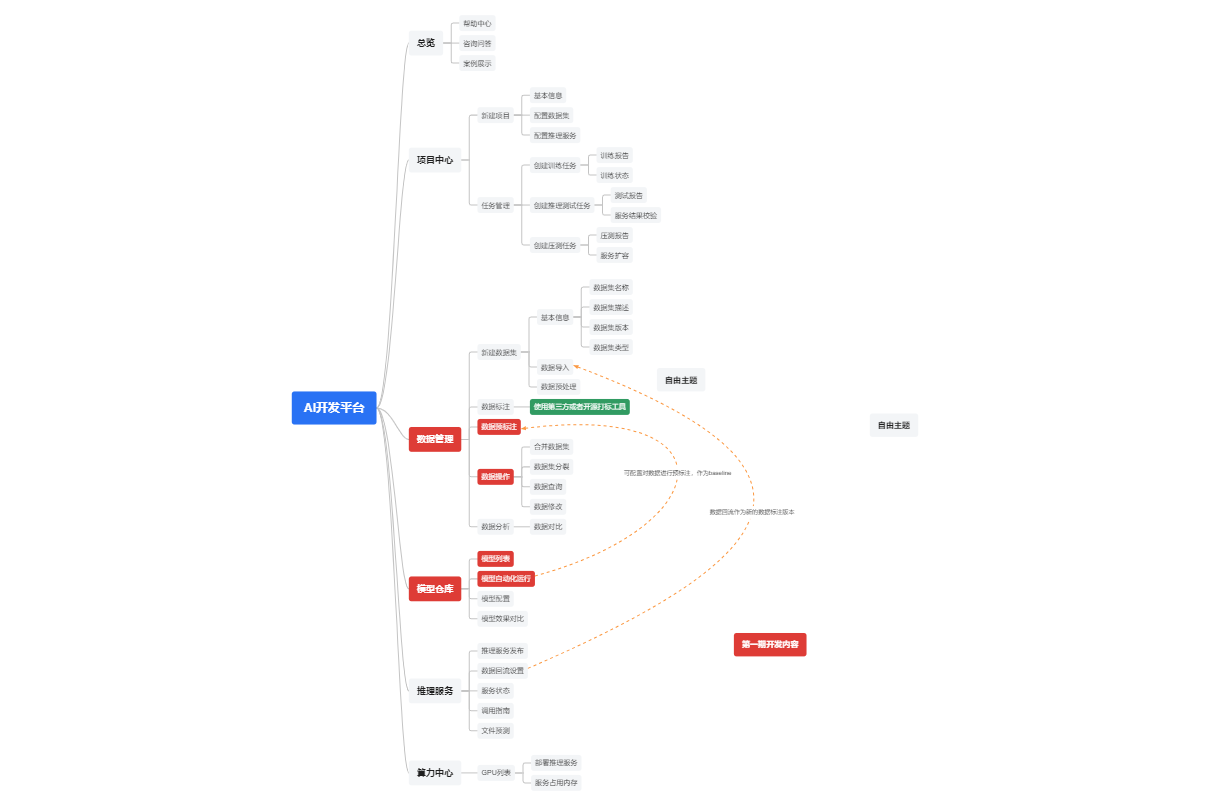 帮助中心
总览
咨询问答
案例展示
基本信息
新建项目
配置数据集
配置推理服务
项目中心
训练报告
创建训练任务
训练状态
测试报告
任务管理
创建推理测试任务
服务结果校验
压测报告
创建压测任务
服务扩容
数据集名称
数据集描述
基本信息
数据集版本
数据集类型
新建数据集
数据导入
数据预处理
自由主题
自由主题
AI开发平台
数据标注
使用第三方或者开源打标工具
数据预标注
数据管理
合并数据集
数据集分裂
数据操作
数据查询
数据修改
可配置对数据进行预标注，作为baseline
数据回流作为新的数据标注版本
数据分析
数据对比
模型列表
模型自动化运行
模型仓库
模型配置
模型效果对比
第一期开发内容
推理服务发布
数据回流设置
推理服务
服务状态
调用指南
文件预测
部署推理服务
算力中心
GPU列表
服务占用内存